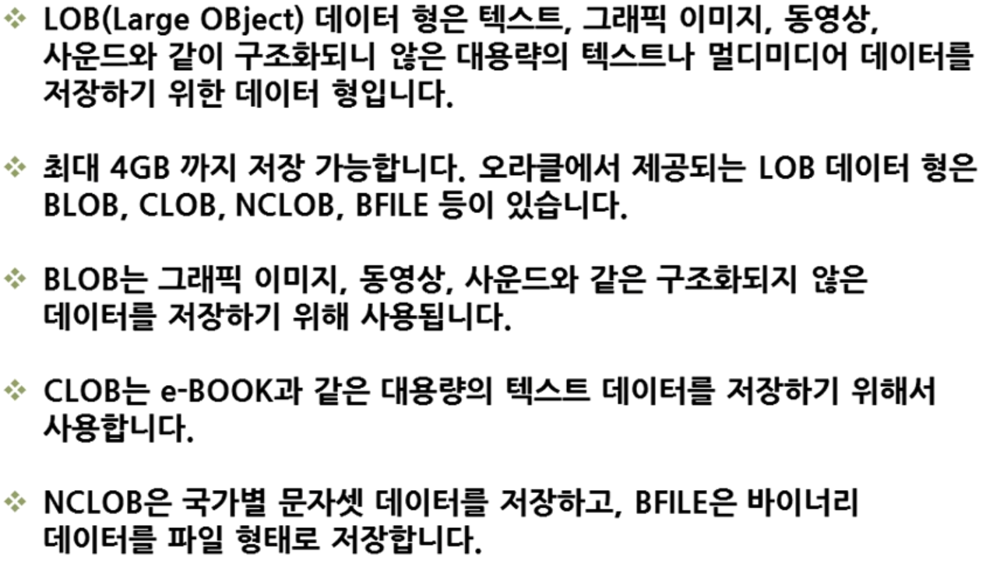 ❖ LOB(Large OBject) 데이터 형은 텍스트, 그래픽 이미지, 동영상,
사운드와 같이 구조화되니 않은 대용략의 텍스트나 멀디미디어 데이터를
저장하기 위한 데이터 형입니다.
❖ 최대 4GB 까지 저장 가능합니다. 오라클에서 제공되는 LOB 데이터 형은
BLOB, CLOB, NCLOB, BFILE 등이 있습니다.
❖ BLOB는 그래픽 이미지, 동영상, 사운드와 같은 구조화되지 않은
데이터를 저장하기 위해 사용됩니다.
❖ CLOB는 e-BOOK과 같은 대용량의 텍스트 데이터를 저장하기 위해서
사용합니다.
❖ NCLOB은 국가별 문자셋 데이터를 저장하고, BFILE은 바이너리
데이터를 파일 형태로 저장합니다.